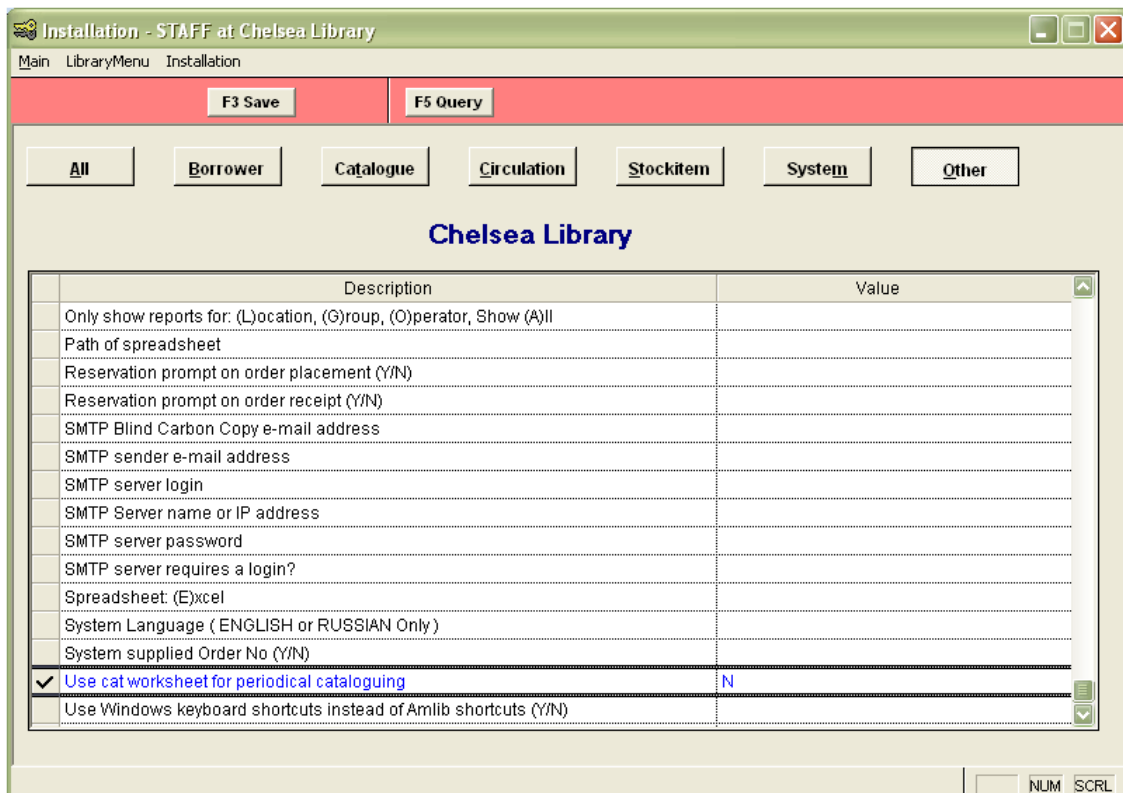 Installation - STAFF at Chelsea Library
Main LibraryMenu Installation
F3 Save F5 Query
All Borrower Catalogue Circulation Stockitem System Other
Chelsea Library
Description Value
Only show reports for: (L)ocation, (G)roup, (O)perator, Show (A)ll
Path of spreadsheet
Reservation prompt on order placement (Y/N)
Reservation prompt on order receipt (Y/N)
SMTP Blind Carbon Copy e-mail address
SMTP sender e-mail address
SMTP server login
SMTP Server name or IP address
SMTP server password
SMTP server requires a login?
Spreadsheet: (E)xcel
System Language ( ENGLISH or RUSSIAN Only )
System supplied Order No (Y/N)
Use cat worksheet for periodical cataloguing N
Use Windows keyboard shortcuts instead of Amlib shortcuts (Y/N)
NUM SCRL